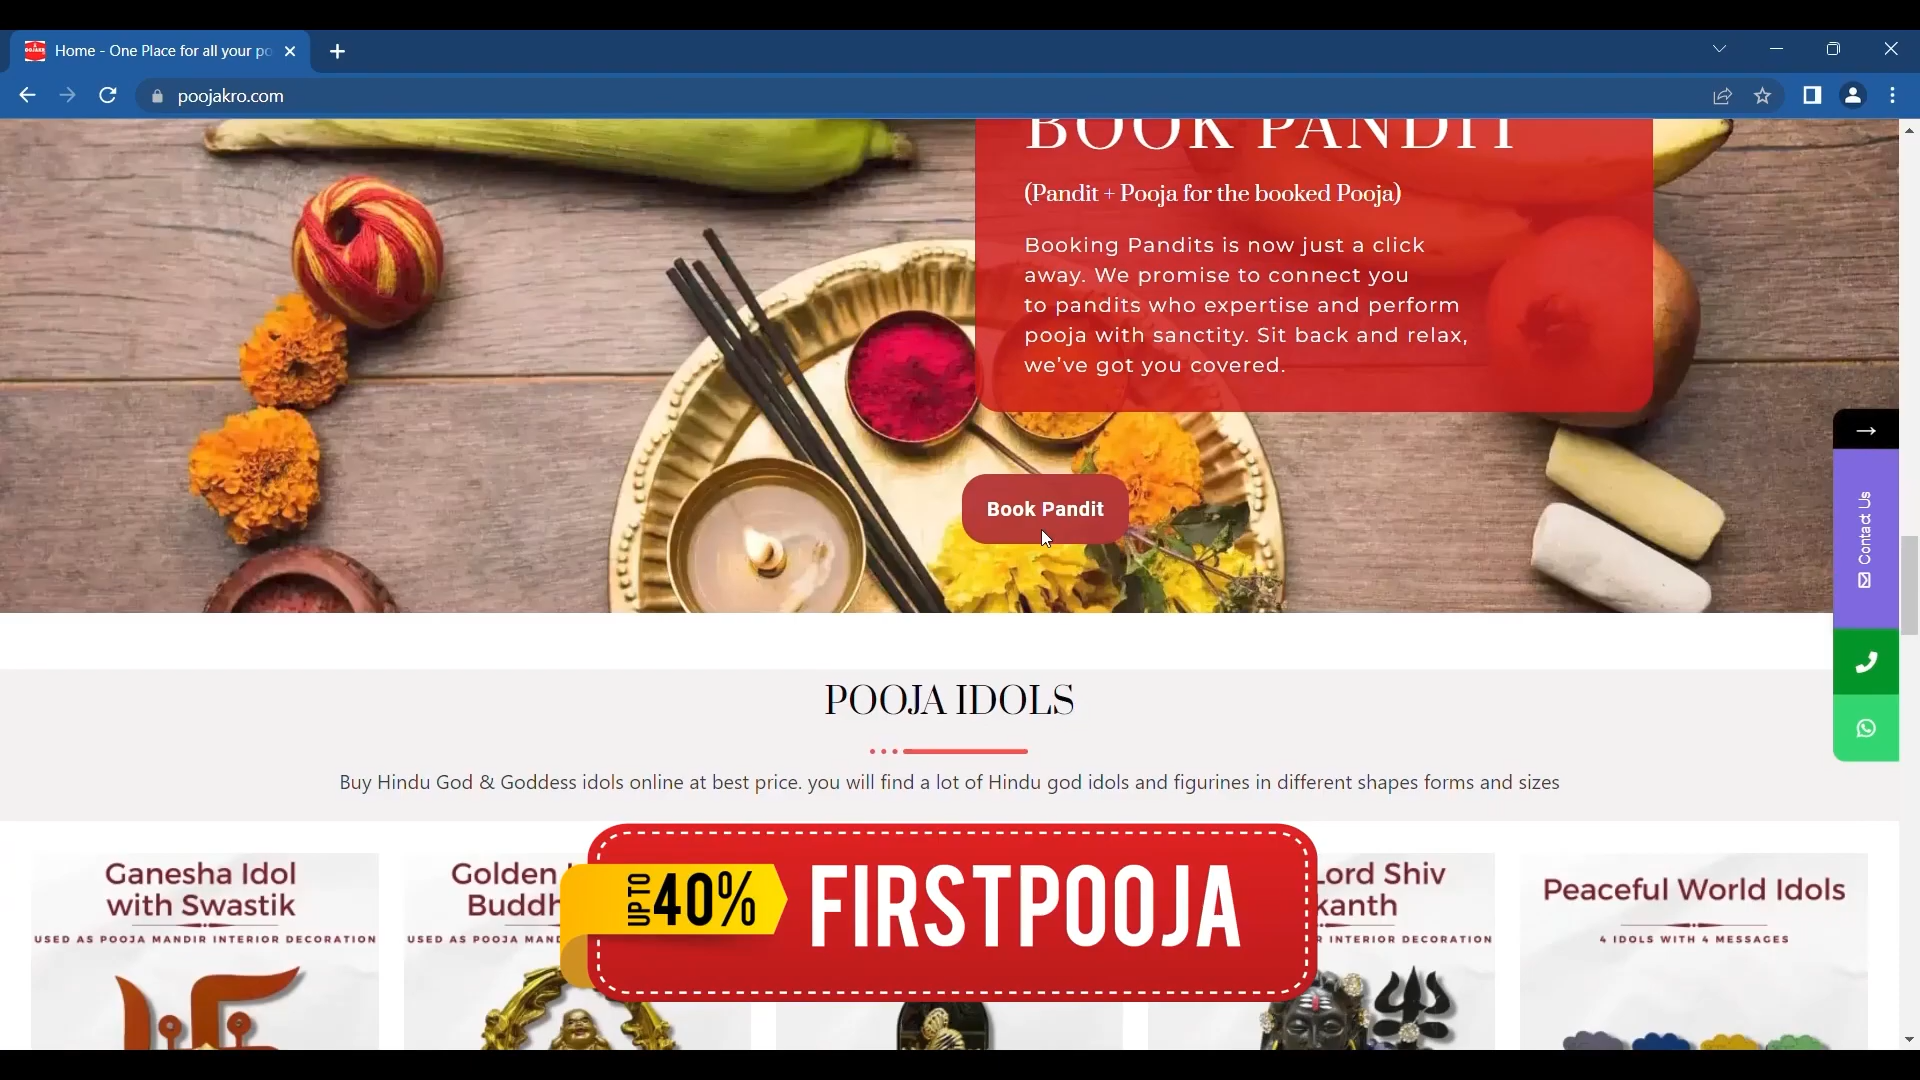 Home - One Place for all your po
poojakro.com
BOOK PANDIT
(Pandit + Pooja for the booked Pooja)
Booking Pandits is now just a click
away. We promise to connect you
to pandits who expertise and perform
pooja with sanctity. Sit back and relax,
we've got you covered.
Book Pandit
Contact Us
POOJA IDOLS
Buy Hindu God & Goddess idols online at best price. you will find a lot of Hindu god idols and figurines in different shapes forms and sizes
Ganesha Idol
with Swastik
USED AS POOJA MANDIR INTERIOR DECORATION
Golden
Buddh
USED AS POOJA MAND
UPTO
40%
FIRSTPOOJA
Lord Shiv
kanth
R INTERIOR DECORATION
Peaceful World Idols
4 IDOLS WITH 4 MESSAGES